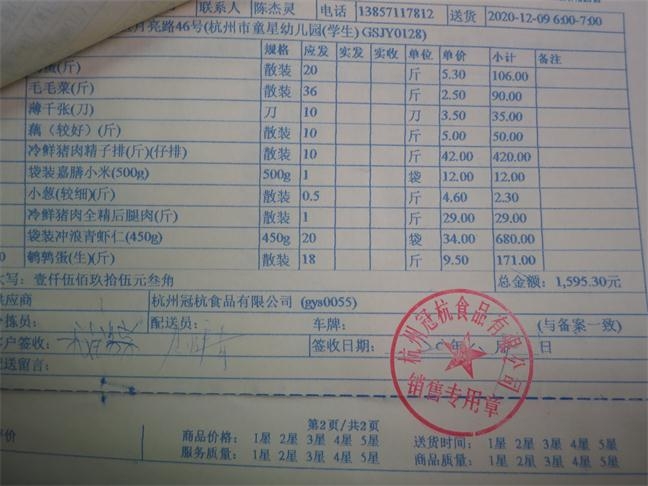 联系人 陈杰灵 电话 13857117812 送货 2020-12-09 6:00-7:00
月亮路46号(杭州市童星幼儿园(学生) GSJY0128)
规格 应发 实发 实收 单位 单价 小计 备注
(斤) 散装 20 斤 5.30 106.00
毛毛菜(斤) 散装 36 斤 2.50 90.00
薄千张(刀) 刀 10 刀 3.50 35.00
藕（较好）(斤) 散装 10 斤 5.00 50.00
冷鲜猪肉精子排(斤)(仔排) 散装 10 斤 42.00 420.00
袋装嘉膳小米(500g) 500g 1 袋 12.00 12.00
小葱(较细)(斤) 散装 0.5 斤 4.60 2.30
冷鲜猪肉全精后腿肉(斤) 散装 1 斤 29.00 29.00
袋装冲浪青虾仁(450g) 450g 20 袋 34.00 680.00
0 鹌鹑蛋(生)(斤) 散装 18 斤 9.50 171.00
大写: 壹仟伍佰玖拾伍元叁角 总金额: 1,595.30元
供应商 杭州冠杭食品有限公司 (gys0055)
分拣员: 配送员: 车牌: (与备案一致)
客户签收: 签收日期: 年 月 日
配送留言:
杭州冠杭食品有限公司
销售专用章
第2页/共2页
评价 商品价格: 1星 2星 3星 4星 5星 送货时间: 1星 2星 3星 4星 5星
服务质量: 1星 2星 3星 4星 5星 商品质量: 1星 2星 3星 4星 5星